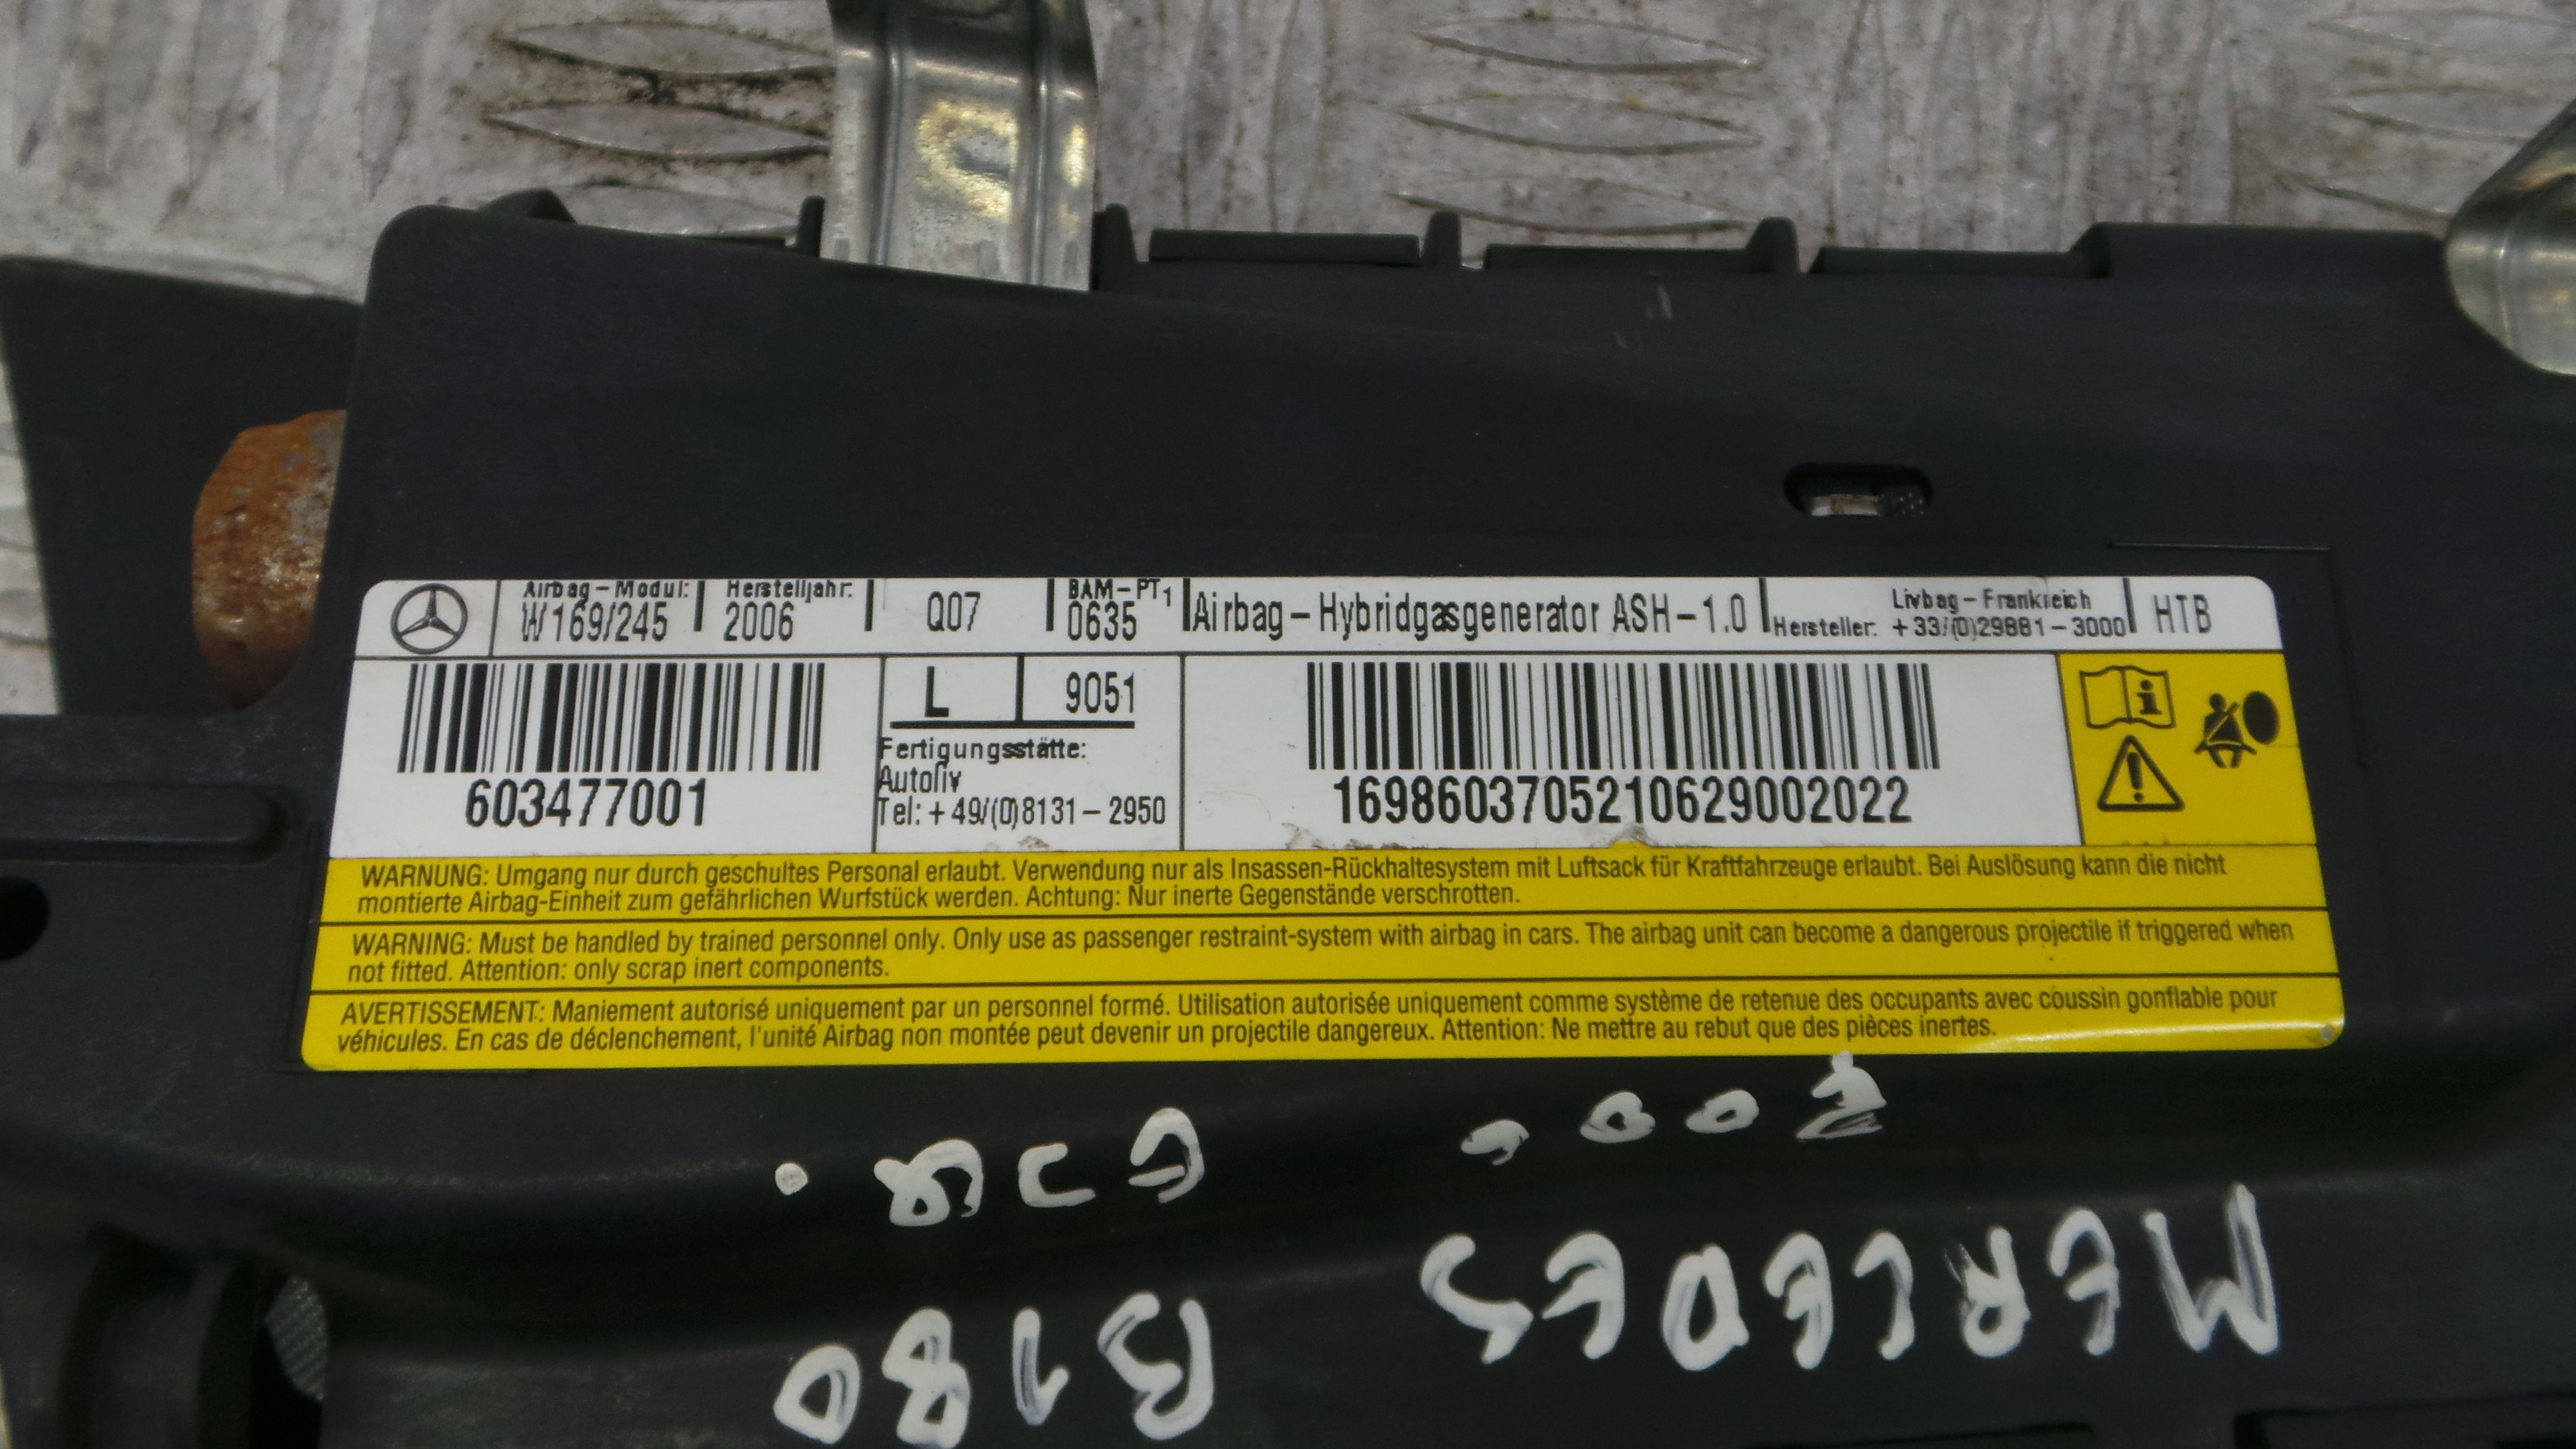 Airbag-Modul: W169/245 Herstelljahr: 2006 Q07 BAM-PT1 0635 Airbag-Hybridgasgenerator ASH-1.0 Hersteller: Livbag-Frankreich +33/(0)29881-3000 HTB
603477001
L 9051
Fertigungsstätte:
Autoliv
Tel: +49/(0)8131-2950
1698603705210629002022
WARNUNG: Umgang nur durch geschultes Personal erlaubt. Verwendung nur als Insassen-Rückhaltesystem mit Luftsack für Kraftfahrzeuge erlaubt. Bei Auslösung kann die nicht
montierte Airbag-Einheit zum gefährlichen Wurfstück werden. Achtung: Nur inerte Gegenstände verschrotten.
WARNING: Must be handled by trained personnel only. Only use as passenger restraint-system with airbag in cars. The airbag unit can become a dangerous projectile if triggered when
not fitted. Attention: only scrap inert components.
AVERTISSEMENT: Maniement autorisé uniquement par un personnel formé. Utilisation autorisée uniquement comme système de retenue des occupants avec coussin gonflable pour
véhicules. En cas de déclenchement, l'unité Airbag non montée peut devenir un projectile dangereux. Attention: Ne mettre au rebut que des pièces inertes.
MERCEDES B180